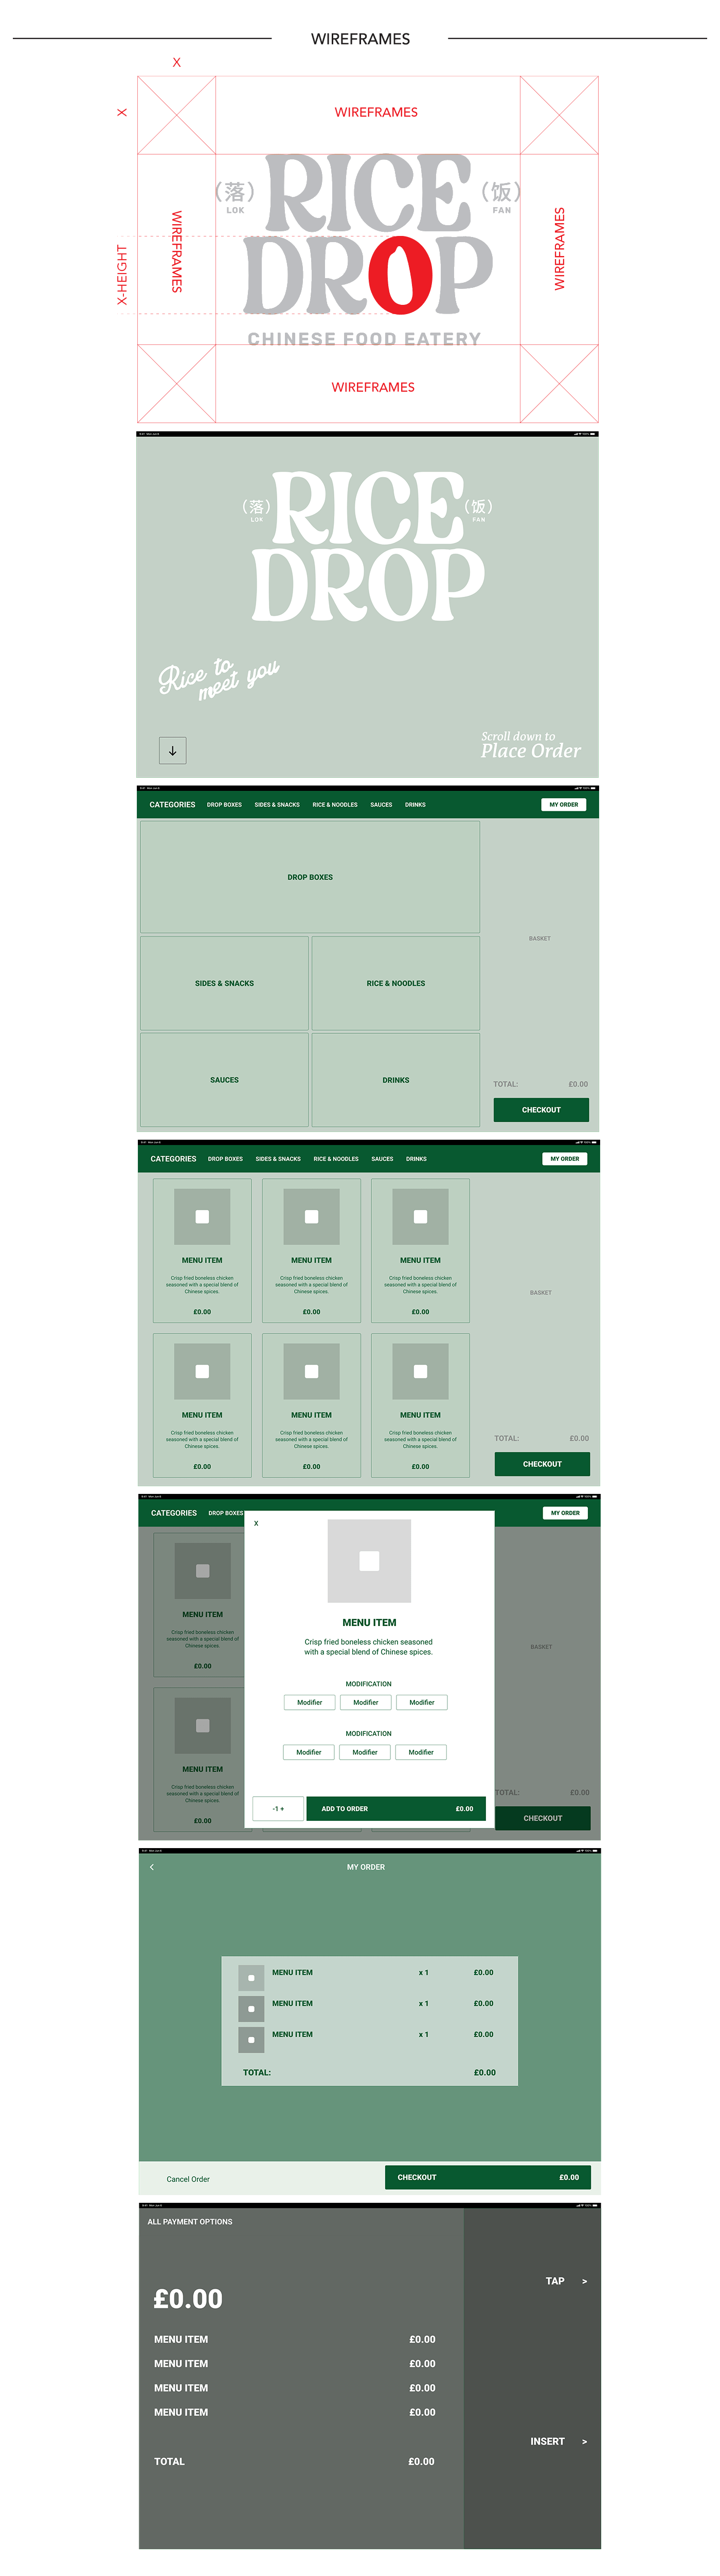 WIREFRAMES
X
X
WIREFRAMES
(落) RICE (饭)
LOK
FAN
WIREFRAMES
WIREFRAMES
X-HEIGHT
DROP
CHINESE FOOD EATERY
WIREFRAMES
(落) RICE (饭)
LOK
FAN
DROP
Rice to
meet you
Scroll down to
Place Order
CATEGORIES DROP BOXES SIDES & SNACKS RICE & NOODLES SAUCES DRINKS MY ORDER
DROP BOXES
BASKET
SIDES & SNACKS RICE & NOODLES
SAUCES DRINKS
TOTAL: £0.00
CHECKOUT
CATEGORIES DROP BOXES SIDES & SNACKS RICE & NOODLES SAUCES DRINKS MY ORDER
MENU ITEM
Crisp fried boneless chicken
seasoned with a special blend of
Chinese spices.
£0.00
MENU ITEM
Crisp fried boneless chicken
seasoned with a special blend of
Chinese spices.
£0.00
MENU ITEM
Crisp fried boneless chicken
seasoned with a special blend of
Chinese spices.
£0.00
BASKET
MENU ITEM
Crisp fried boneless chicken
seasoned with a special blend of
Chinese spices.
£0.00
MENU ITEM
Crisp fried boneless chicken
seasoned with a special blend of
Chinese spices.
£0.00
MENU ITEM
Crisp fried boneless chicken
seasoned with a special blend of
Chinese spices.
£0.00
TOTAL: £0.00
CHECKOUT
CATEGORIES DROP BOXES MY ORDER
MENU ITEM
Crisp fried boneless chicken
seasoned with a special blend of
Chinese spices.
£0.00
MENU ITEM
Crisp fried boneless chicken
seasoned with a special blend of
Chinese spices.
£0.00
X
MENU ITEM
Crisp fried boneless chicken seasoned
with a special blend of Chinese spices.
MODIFICATION
Modifier Modifier Modifier
MODIFICATION
Modifier Modifier Modifier
-1 + ADD TO ORDER £0.00
BASKET
TOTAL: £0.00
CHECKOUT
MY ORDER
MENU ITEM x 1 £0.00
MENU ITEM x 1 £0.00
MENU ITEM x 1 £0.00
TOTAL: £0.00
Cancel Order CHECKOUT £0.00
ALL PAYMENT OPTIONS
£0.00
MENU ITEM £0.00
MENU ITEM £0.00
MENU ITEM £0.00
MENU ITEM £0.00
TOTAL £0.00
TAP >
INSERT >